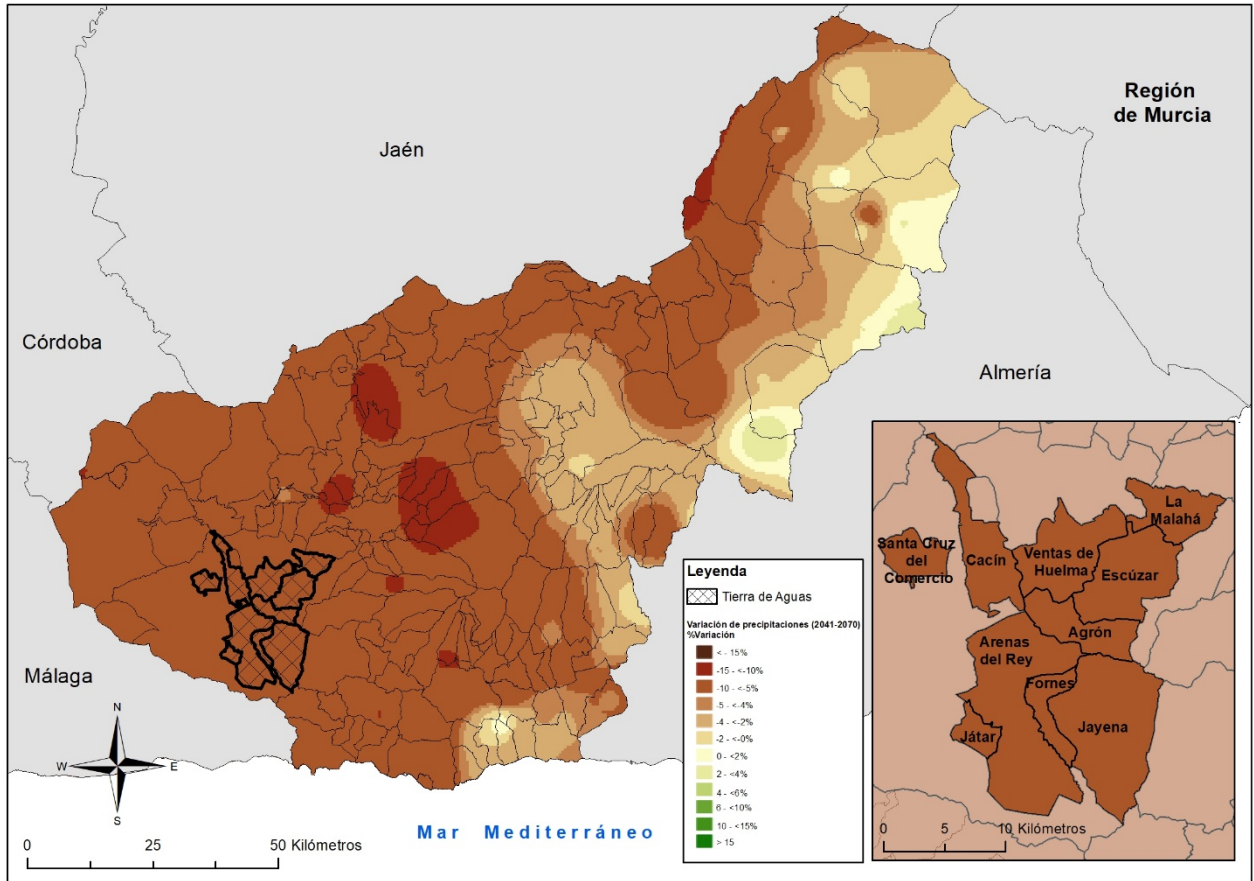 Región
de Murcia
Jaén
Córdoba
Almería
Málaga
N
W
E
S
0
25
50 Kilómetros
Mar Mediterráneo
Leyenda
Tierra de Aguas
Variación de precipitaciones (2041-2070)
%Variación
< - 15%
-15 - <-10%
-10 - <-5%
-5 - <-4%
-4 - <-2%
-2 - <-0%
0 - <2%
2 - <4%
4 - <6%
6 - <10%
10 - <15%
> 15
La
Malahá
Santa Cruz
del
Comercio
Cacín
Ventas de
Huelma
Escúzar
Agrón
Arenas
del Rey
Fornes
Játar
Jayena
0
5
10 Kilómetros